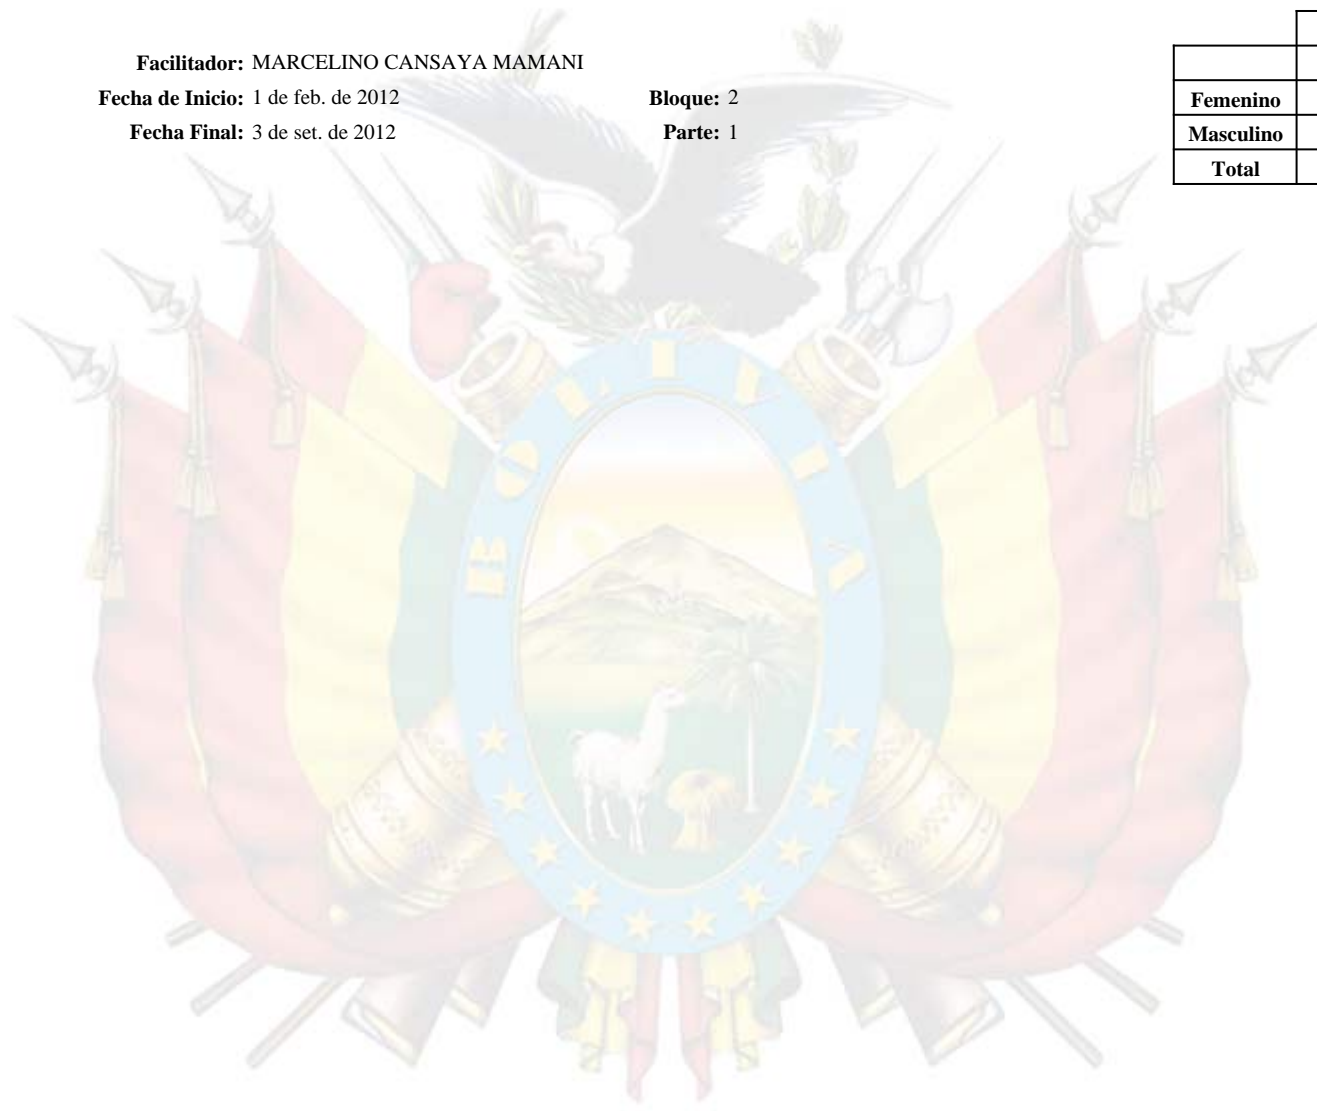 Facilitador: MARCELINO CANSAYA MAMANI
Fecha de Inicio: 1 de feb. de 2012 Bloque: 2
Fecha Final: 3 de set. de 2012 Parte: 1
Femenino
Masculino
Total
BOLIVIA